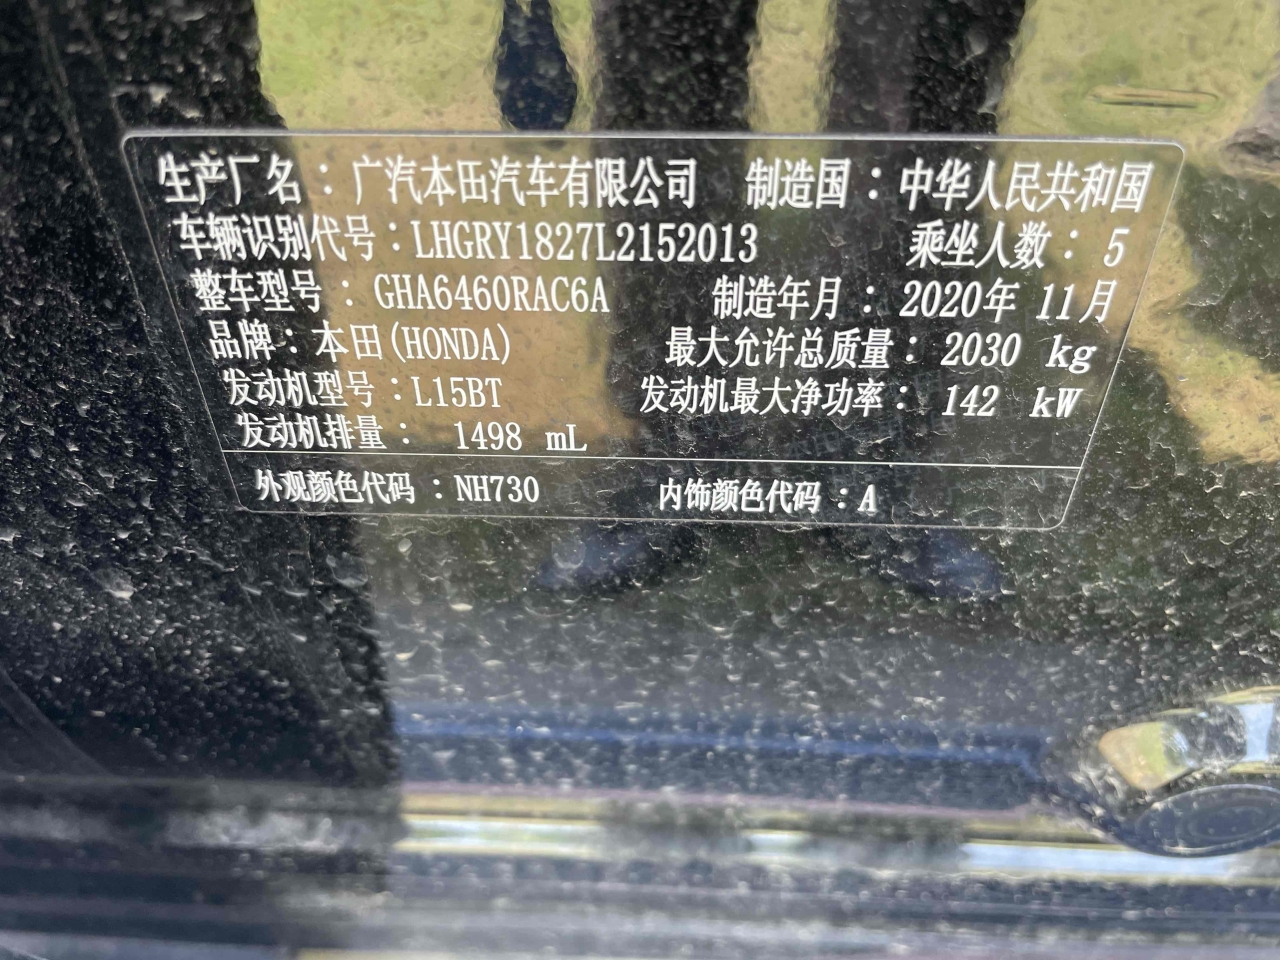 生产厂名：广汽本田汽车有限公司 制造国：中华人民共和国
车辆识别代号：LHGRY1827L2152013 乘坐人数：5
整车型号：GHA6460RAC6A 制造年月：2020年 11月
品牌：本田(HONDA) 最大允许总质量：2030 kg
发动机型号：L15BT 发动机最大净功率：142 kW
发动机排量：1498 mL
外观颜色代码：NH730 内饰颜色代码：A